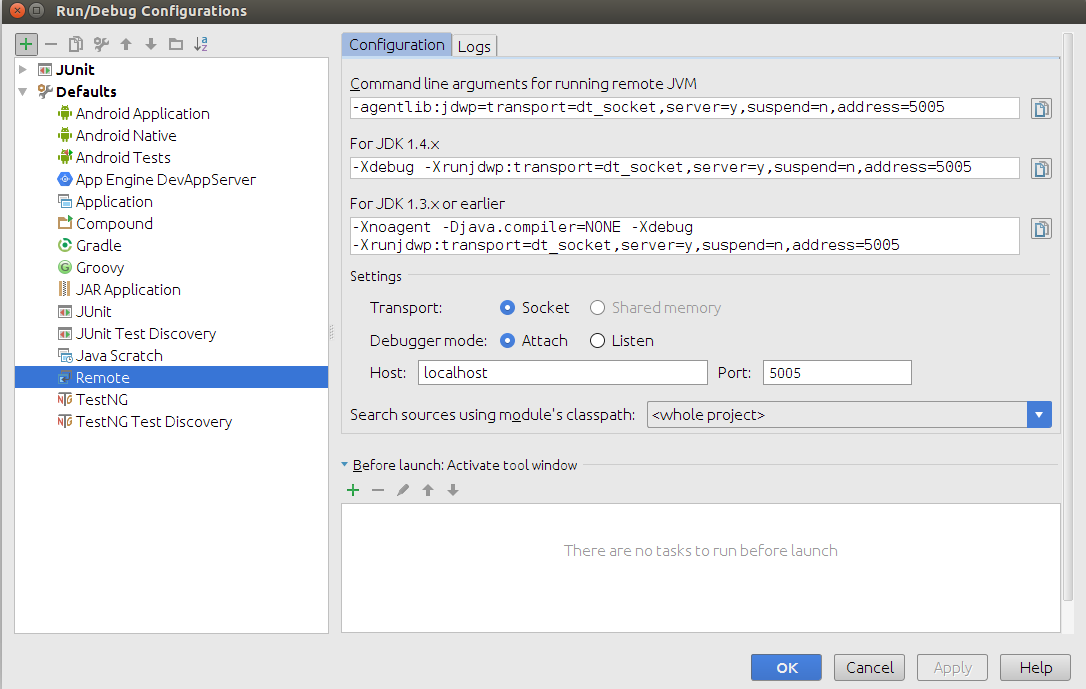 Run/Debug Configurations
JUnit
Defaults
Android Application
Android Native
Android Tests
App Engine DevAppServer
Application
Compound
Gradle
Groovy
JAR Application
JUnit
JUnit Test Discovery
Java Scratch
Remote
TestNG
TestNG Test Discovery
Configuration Logs
Command line arguments for running remote JVM
-agentlib:jdwp=transport=dt_socket,server=y,suspend=n,address=5005
For JDK 1.4.x
-Xdebug -Xrunjdwp:transport=dt_socket,server=y,suspend=n,address=5005
For JDK 1.3.x or earlier
-Xnoagent -Djava.compiler=NONE -Xdebug
-Xrunjdwp:transport=dt_socket,server=y,suspend=n,address=5005
Settings
Transport: Socket Shared memory
Debugger mode: Attach Listen
Host: localhost Port: 5005
Search sources using module's classpath: <whole project>
Before launch: Activate tool window
There are no tasks to run before launch
OK Cancel Apply Help